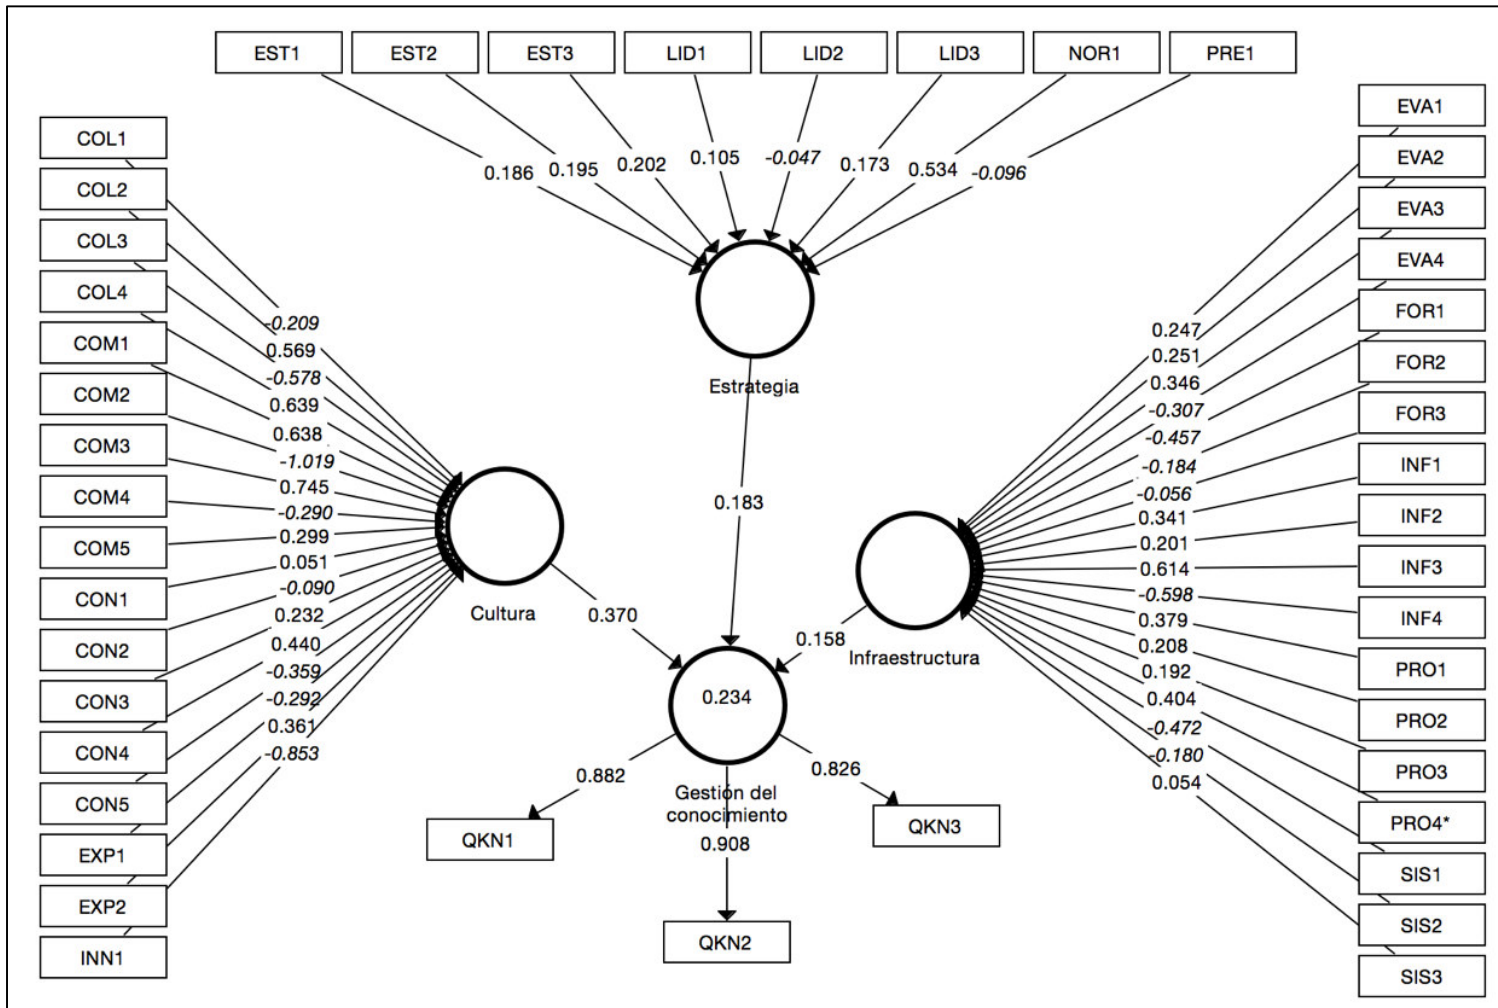 EST1
EST2
EST3
LID1
LID2
LID3
NOR1
PRE1
0.186
0.195
0.202
0.105
-0.047
0.173
0.534
-0.096
Estrategia
0.183
COL1
COL2
COL3
COL4
COM1
COM2
COM3
COM4
COM5
CON1
CON2
CON3
CON4
CON5
EXP1
EXP2
INN1
-0.209
0.569
-0.578
0.639
0.638
-1.019
0.745
-0.290
0.299
0.051
-0.090
0.232
0.440
-0.359
-0.292
0.361
-0.853
Cultura
0.370
EVA1
EVA2
EVA3
EVA4
FOR1
FOR2
FOR3
INF1
INF2
INF3
INF4
PRO1
PRO2
PRO3
PRO4*
SIS1
SIS2
SIS3
0.247
0.251
0.346
-0.307
-0.457
-0.184
-0.056
0.341
0.201
0.614
-0.598
0.379
0.208
0.192
0.404
-0.472
-0.180
0.054
Infraestructura
0.158
0.234
Gestión del
conocimiento
0.882
0.908
0.826
QKN1
QKN2
QKN3